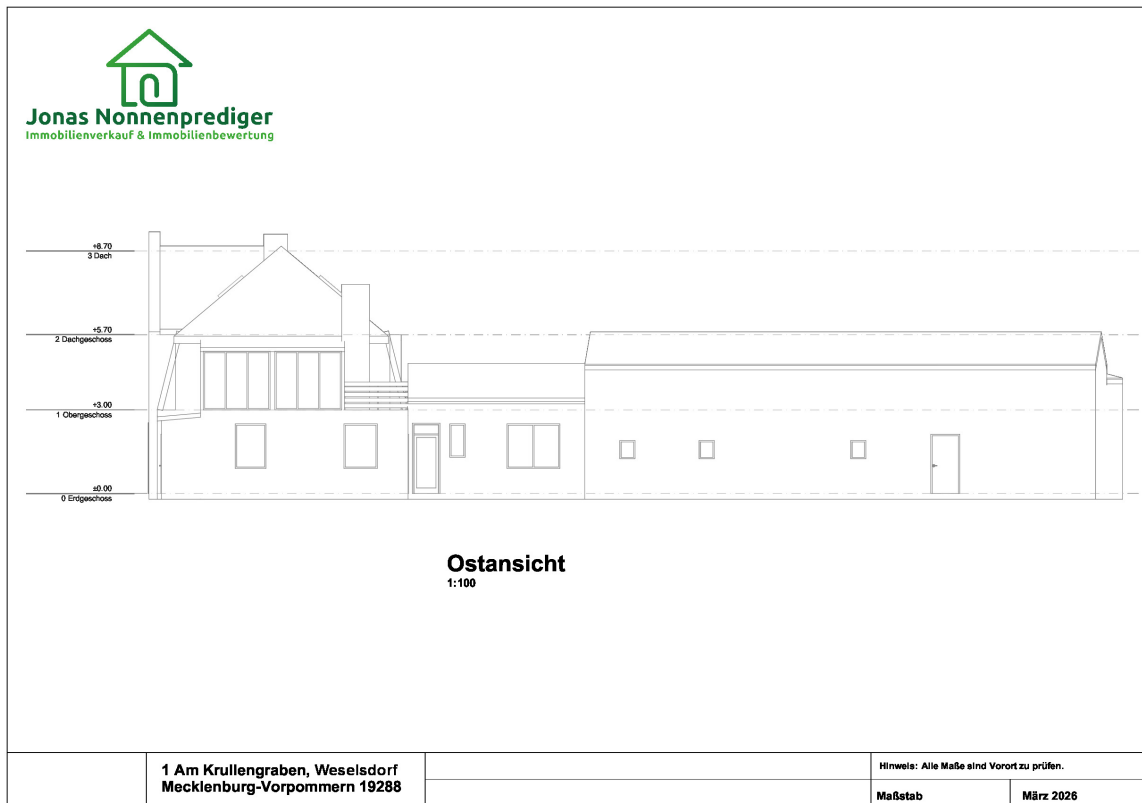 Jonas Nonnenprediger
Immobilienverkauf & Immobilienbewertung
+8.70
3 Dach
+5.70
2 Dachgeschoss
+3.00
1 Obergeschoss
±0.00
0 Erdgeschoss
Ostansicht
1:100
1 Am Krullengraben, Weselsdorf
Mecklenburg-Vorpommern 19288
Hinweis: Alle Maße sind Vorort zu prüfen.
Maßstab
März 2026